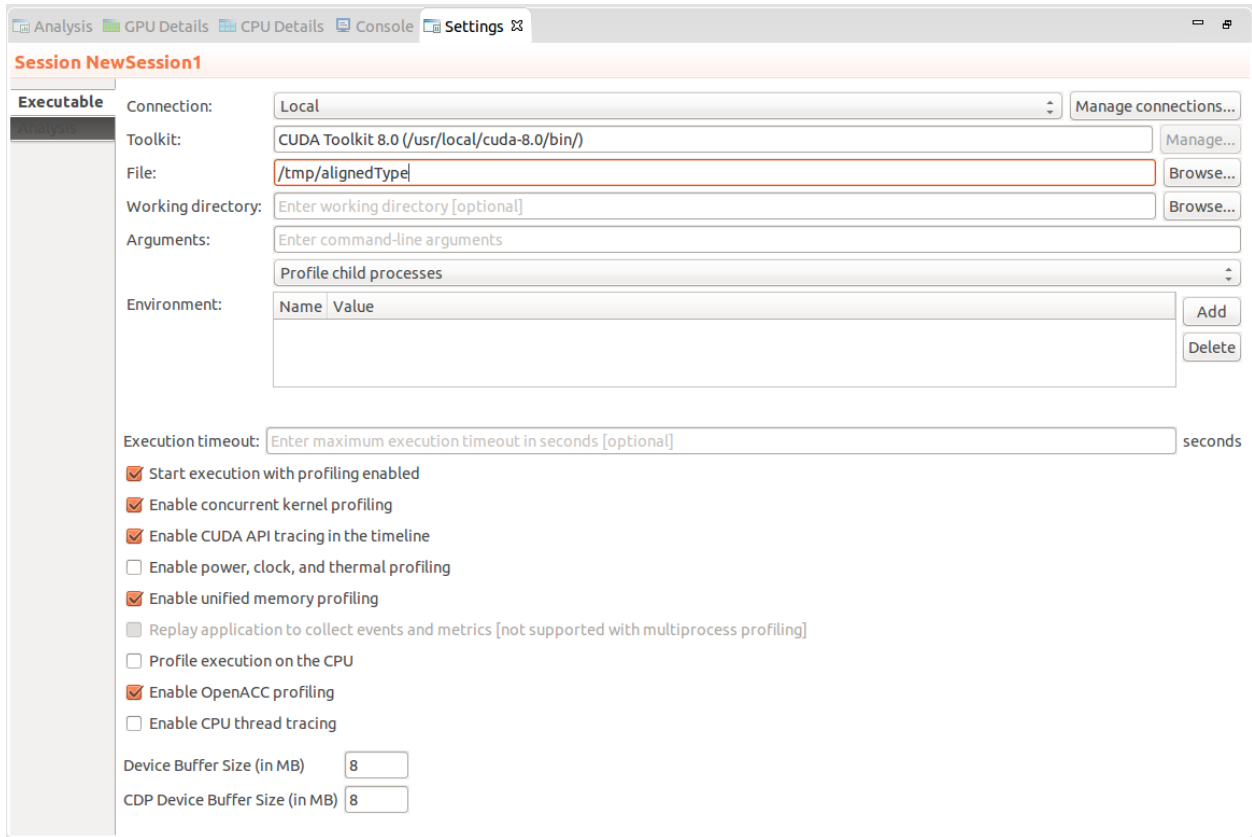 Analysis GPU Details CPU Details Console Settings
Session NewSession1
Executable
Analysis
Connection: Local Manage connections...
Toolkit: CUDA Toolkit 8.0 (/usr/local/cuda-8.0/bin/) Manage...
File: /tmp/alignedType Browse...
Working directory: Enter working directory [optional] Browse...
Arguments: Enter command-line arguments
Profile child processes
Environment: Name Value Add
Delete
Execution timeout: Enter maximum execution timeout in seconds [optional] seconds
Start execution with profiling enabled
Enable concurrent kernel profiling
Enable CUDA API tracing in the timeline
Enable power, clock, and thermal profiling
Enable unified memory profiling
Replay application to collect events and metrics [not supported with multiprocess profiling]
Profile execution on the CPU
Enable OpenACC profiling
Enable CPU thread tracing
Device Buffer Size (in MB) 8
CDP Device Buffer Size (in MB) 8